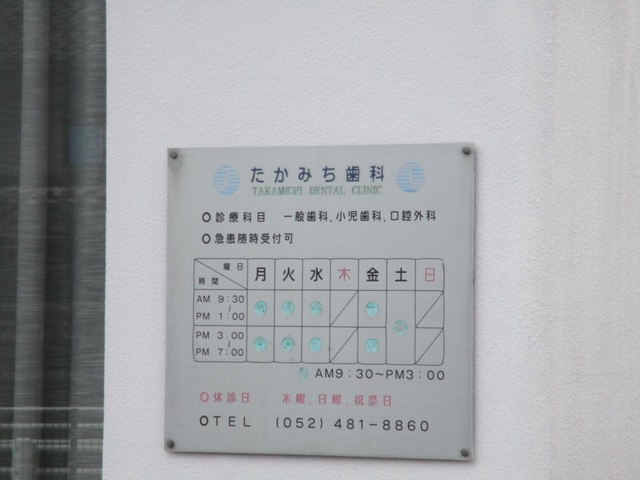 たかみち歯科
TAKAMICHI DENTAL CLINIC
○診療科目 一般歯科,小児歯科,口腔外科
○急患随時受付可
曜日 時間 月 火 水 木 金 土 日
AM 9:30 ~ PM 1:00
PM 3:00 ~ PM 7:00
AM9:30~PM3:00
○休診日 木曜、日曜、祝祭日
○TEL (052) 481-8860